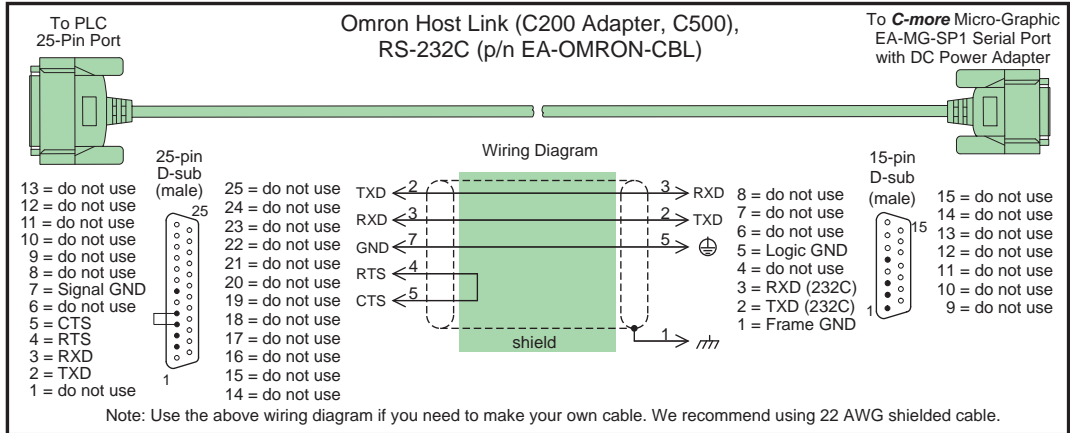 To PLC
25-Pin Port
Omron Host Link (C200 Adapter, C500),
RS-232C (p/n EA-OMRON-CBL)
To C-more Micro-Graphic
EA-MG-SP1 Serial Port
with DC Power Adapter
13 = do not use
12 = do not use
11 = do not use
10 = do not use
9 = do not use
8 = do not use
7 = Signal GND
6 = do not use
5 = CTS
4 = RTS
3 = RXD
2 = TXD
1 = do not use
25-pin
D-sub
(male)
25
1
25 = do not use
24 = do not use
23 = do not use
22 = do not use
21 = do not use
20 = do not use
19 = do not use
18 = do not use
17 = do not use
16 = do not use
15 = do not use
14 = do not use
Wiring Diagram
TXD 2 3 RXD
RXD 3 2 TXD
GND 7 5
RTS 4
CTS 5
1
shield
8 = do not use
7 = do not use
6 = do not use
5 = Logic GND
4 = do not use
3 = RXD (232C)
2 = TXD (232C)
1 = Frame GND
15-pin
D-sub
(male)
15
1
15 = do not use
14 = do not use
13 = do not use
12 = do not use
11 = do not use
10 = do not use
9 = do not use
Note: Use the above wiring diagram if you need to make your own cable. We recommend using 22 AWG shielded cable.